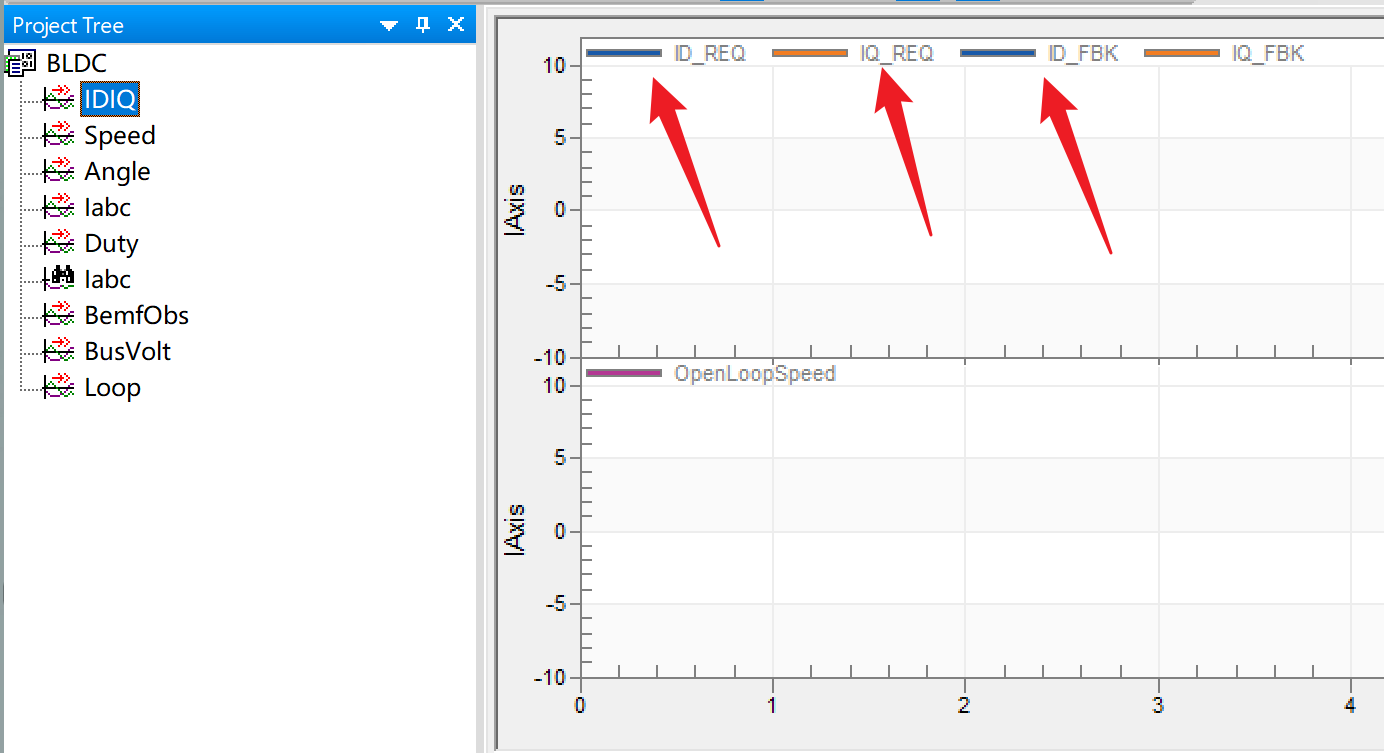 Project Tree
BLDC
IDIQ
Speed
Angle
Iabc
Duty
Iabc
BemfObs
BusVolt
Loop
ID_REQ IQ_REQ ID_FBK IQ_FBK
10
5
0
-5
-10
IAxis
OpenLoopSpeed
10
5
0
-5
-10
IAxis
0 1 2 3 4